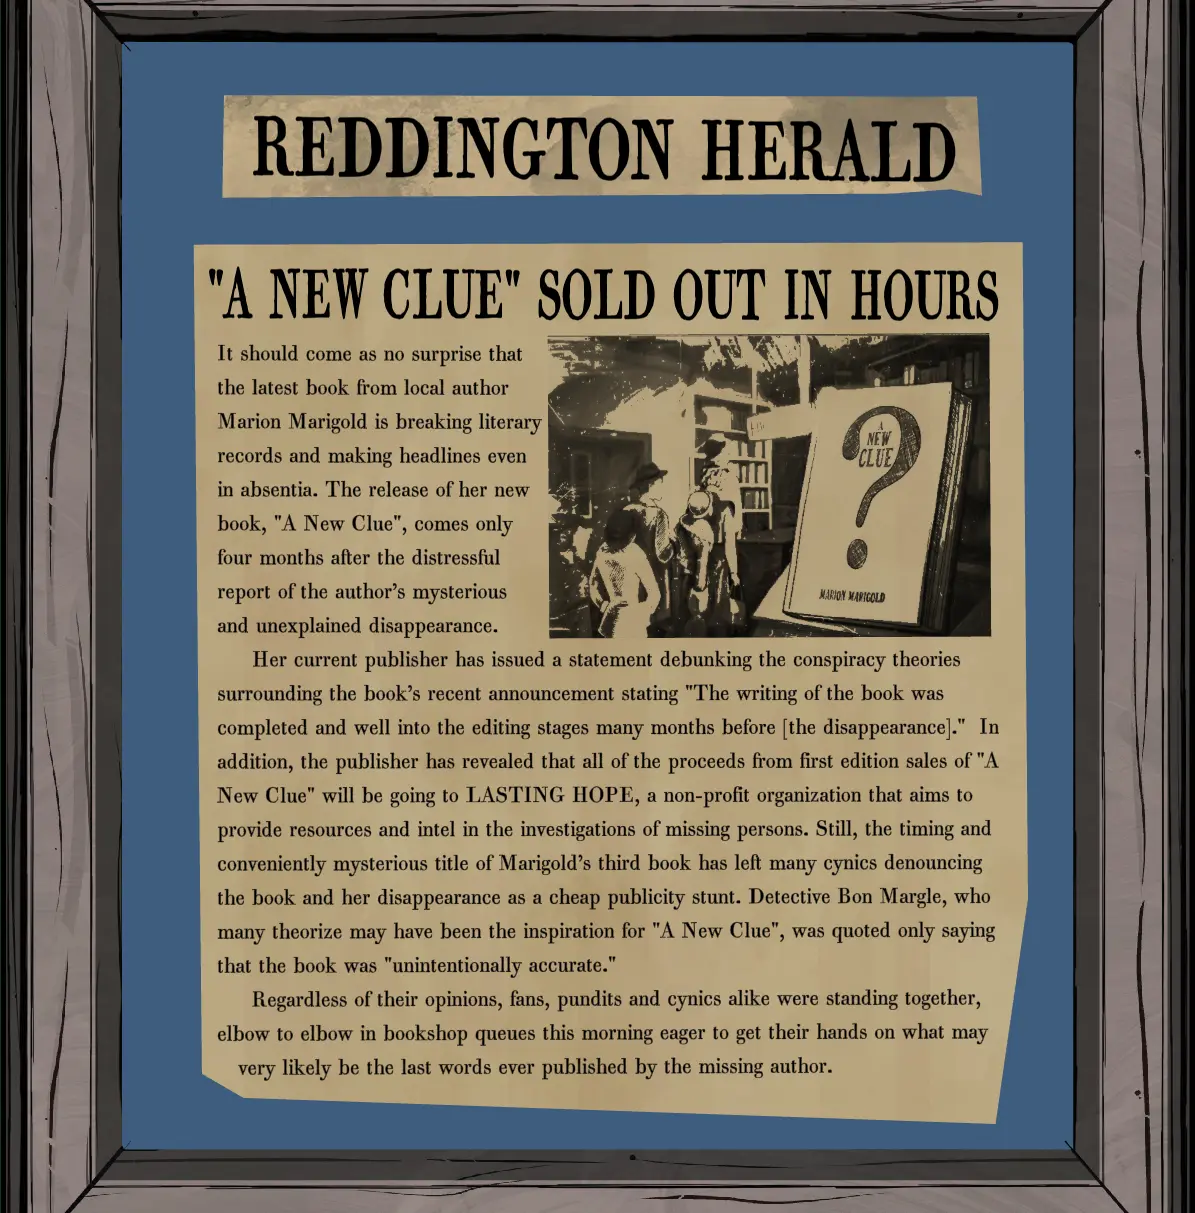 REDDINGTON HERALD
"A NEW CLUE" SOLD OUT IN HOURS
It should come as no surprise that
the latest book from local author
Marion Marigold is breaking literary
records and making headlines even
in absentia. The release of her new
book, "A New Clue", comes only
four months after the distressful
report of the author's mysterious
and unexplained disappearance.
A
NEW
CLUE
MARION MARIGOLD
Her current publisher has issued a statement debunking the conspiracy theories
surrounding the book's recent announcement stating "The writing of the book was
completed and well into the editing stages many months before [the disappearance]." In
addition, the publisher has revealed that all of the proceeds from first edition sales of "A
New Clue" will be going to LASTING HOPE, a non-profit organization that aims to
provide resources and intel in the investigations of missing persons. Still, the timing and
conveniently mysterious title of Marigold's third book has left many cynics denouncing
the book and her disappearance as a cheap publicity stunt. Detective Bon Margle, who
many theorize may have been the inspiration for "A New Clue", was quoted only saying
that the book was "unintentionally accurate."
Regardless of their opinions, fans, pundits and cynics alike were standing together,
elbow to elbow in bookshop queues this morning eager to get their hands on what may
very likely be the last words ever published by the missing author.